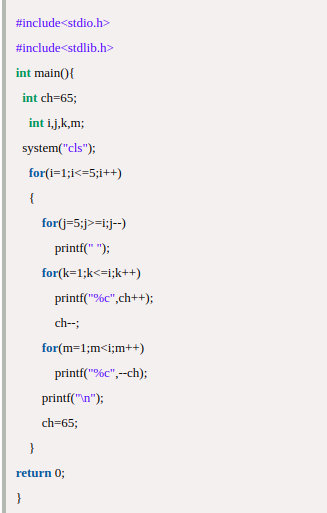 #include<stdio.h>
#include<stdlib.h>
int main(){
  int ch=65;
    int i,j,k,m;
  system("cls");
    for(i=1;i<=5;i++)
    {
        for(j=5;j>=i;j--)
            printf(" ");
        for(k=1;k<=i;k++)
            printf("%c",ch++);
            ch--;
        for(m=1;m<i;m++)
            printf("%c",--ch);
        printf("\n");
        ch=65;
    }
return 0;
}